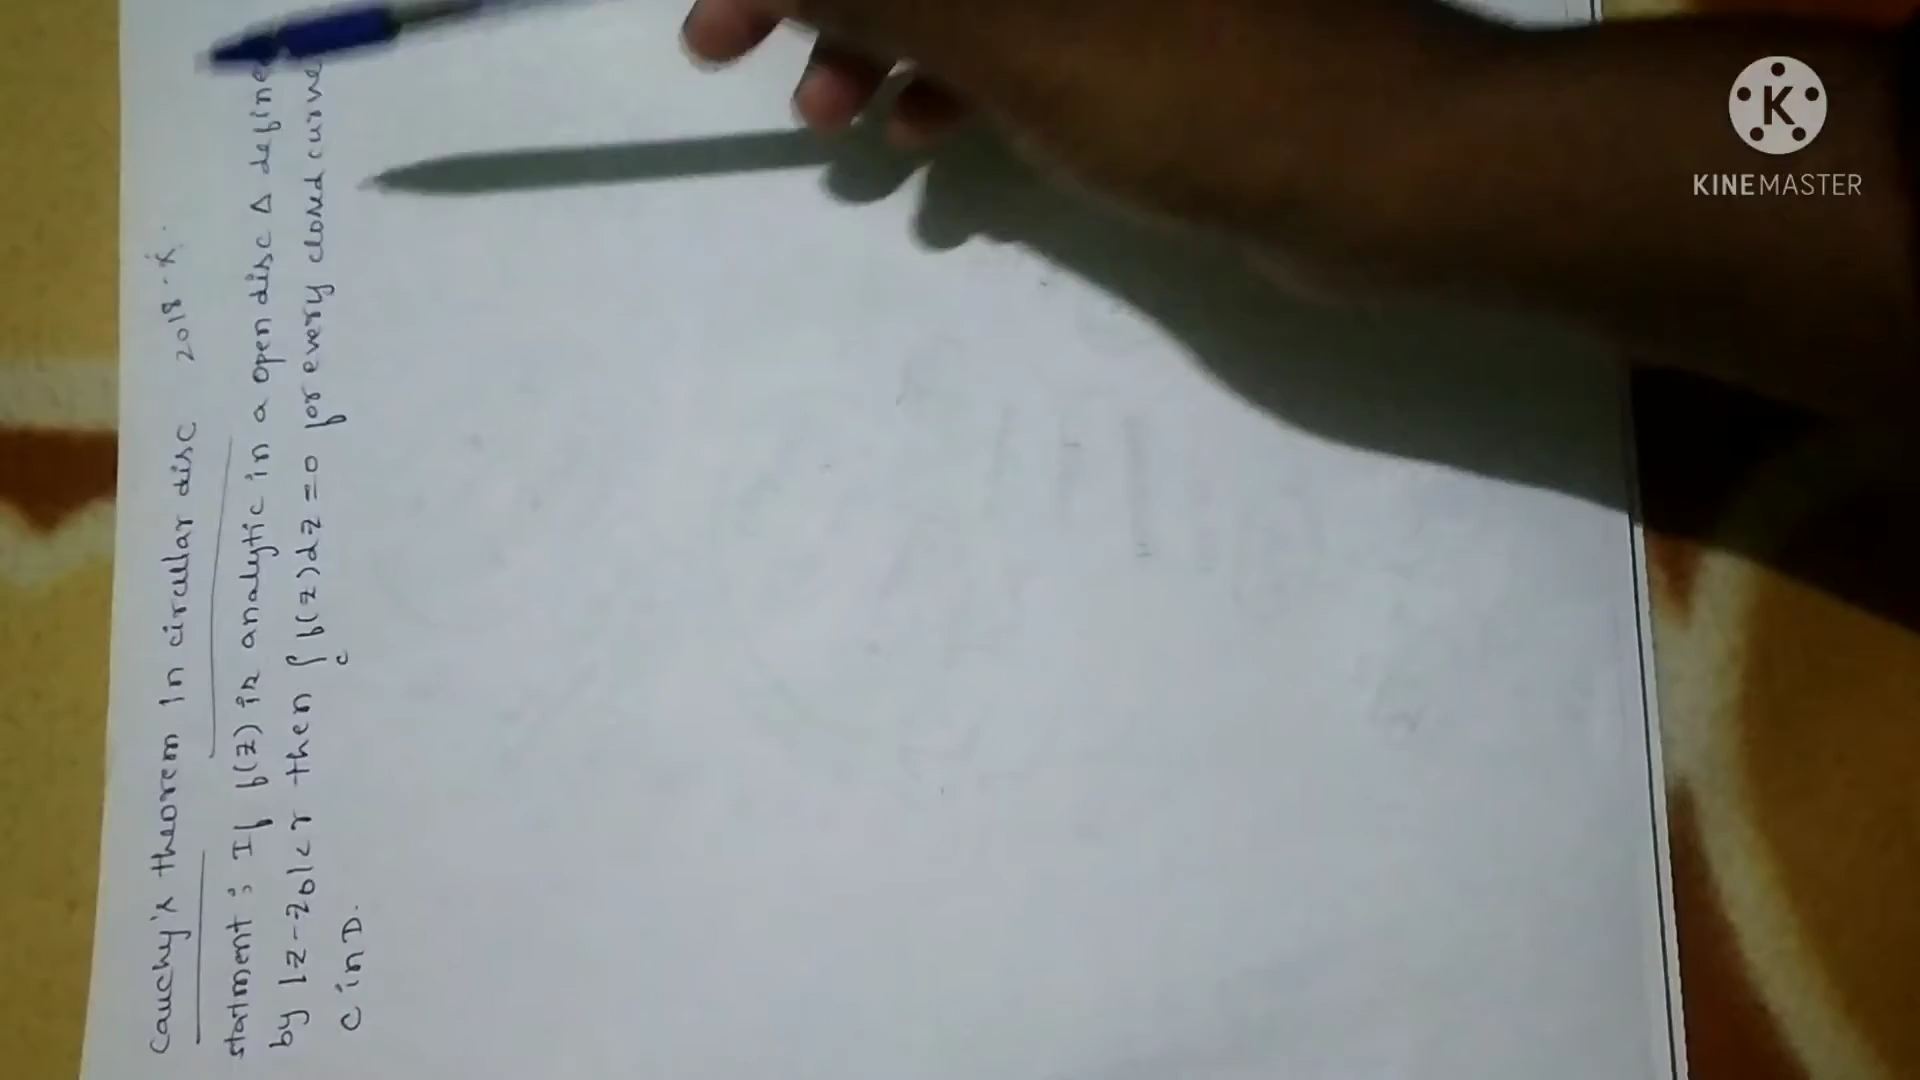 Cauchy's theorem In circular disc 2018-
statment : If f(z) is analytic in a open disc Δ define
by |z-z0|<r then ∫ f(z)dz=0 for every closed curve
c
C in D.
K
KINEMASTER